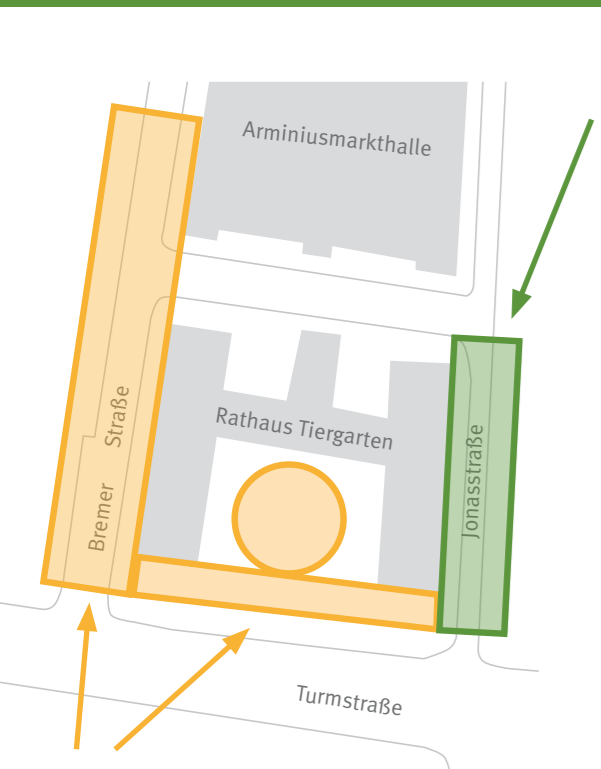 Arminiusmarkthalle
Rathaus Tiergarten
Bremer Straße
Jonasstraße
Turmstraße